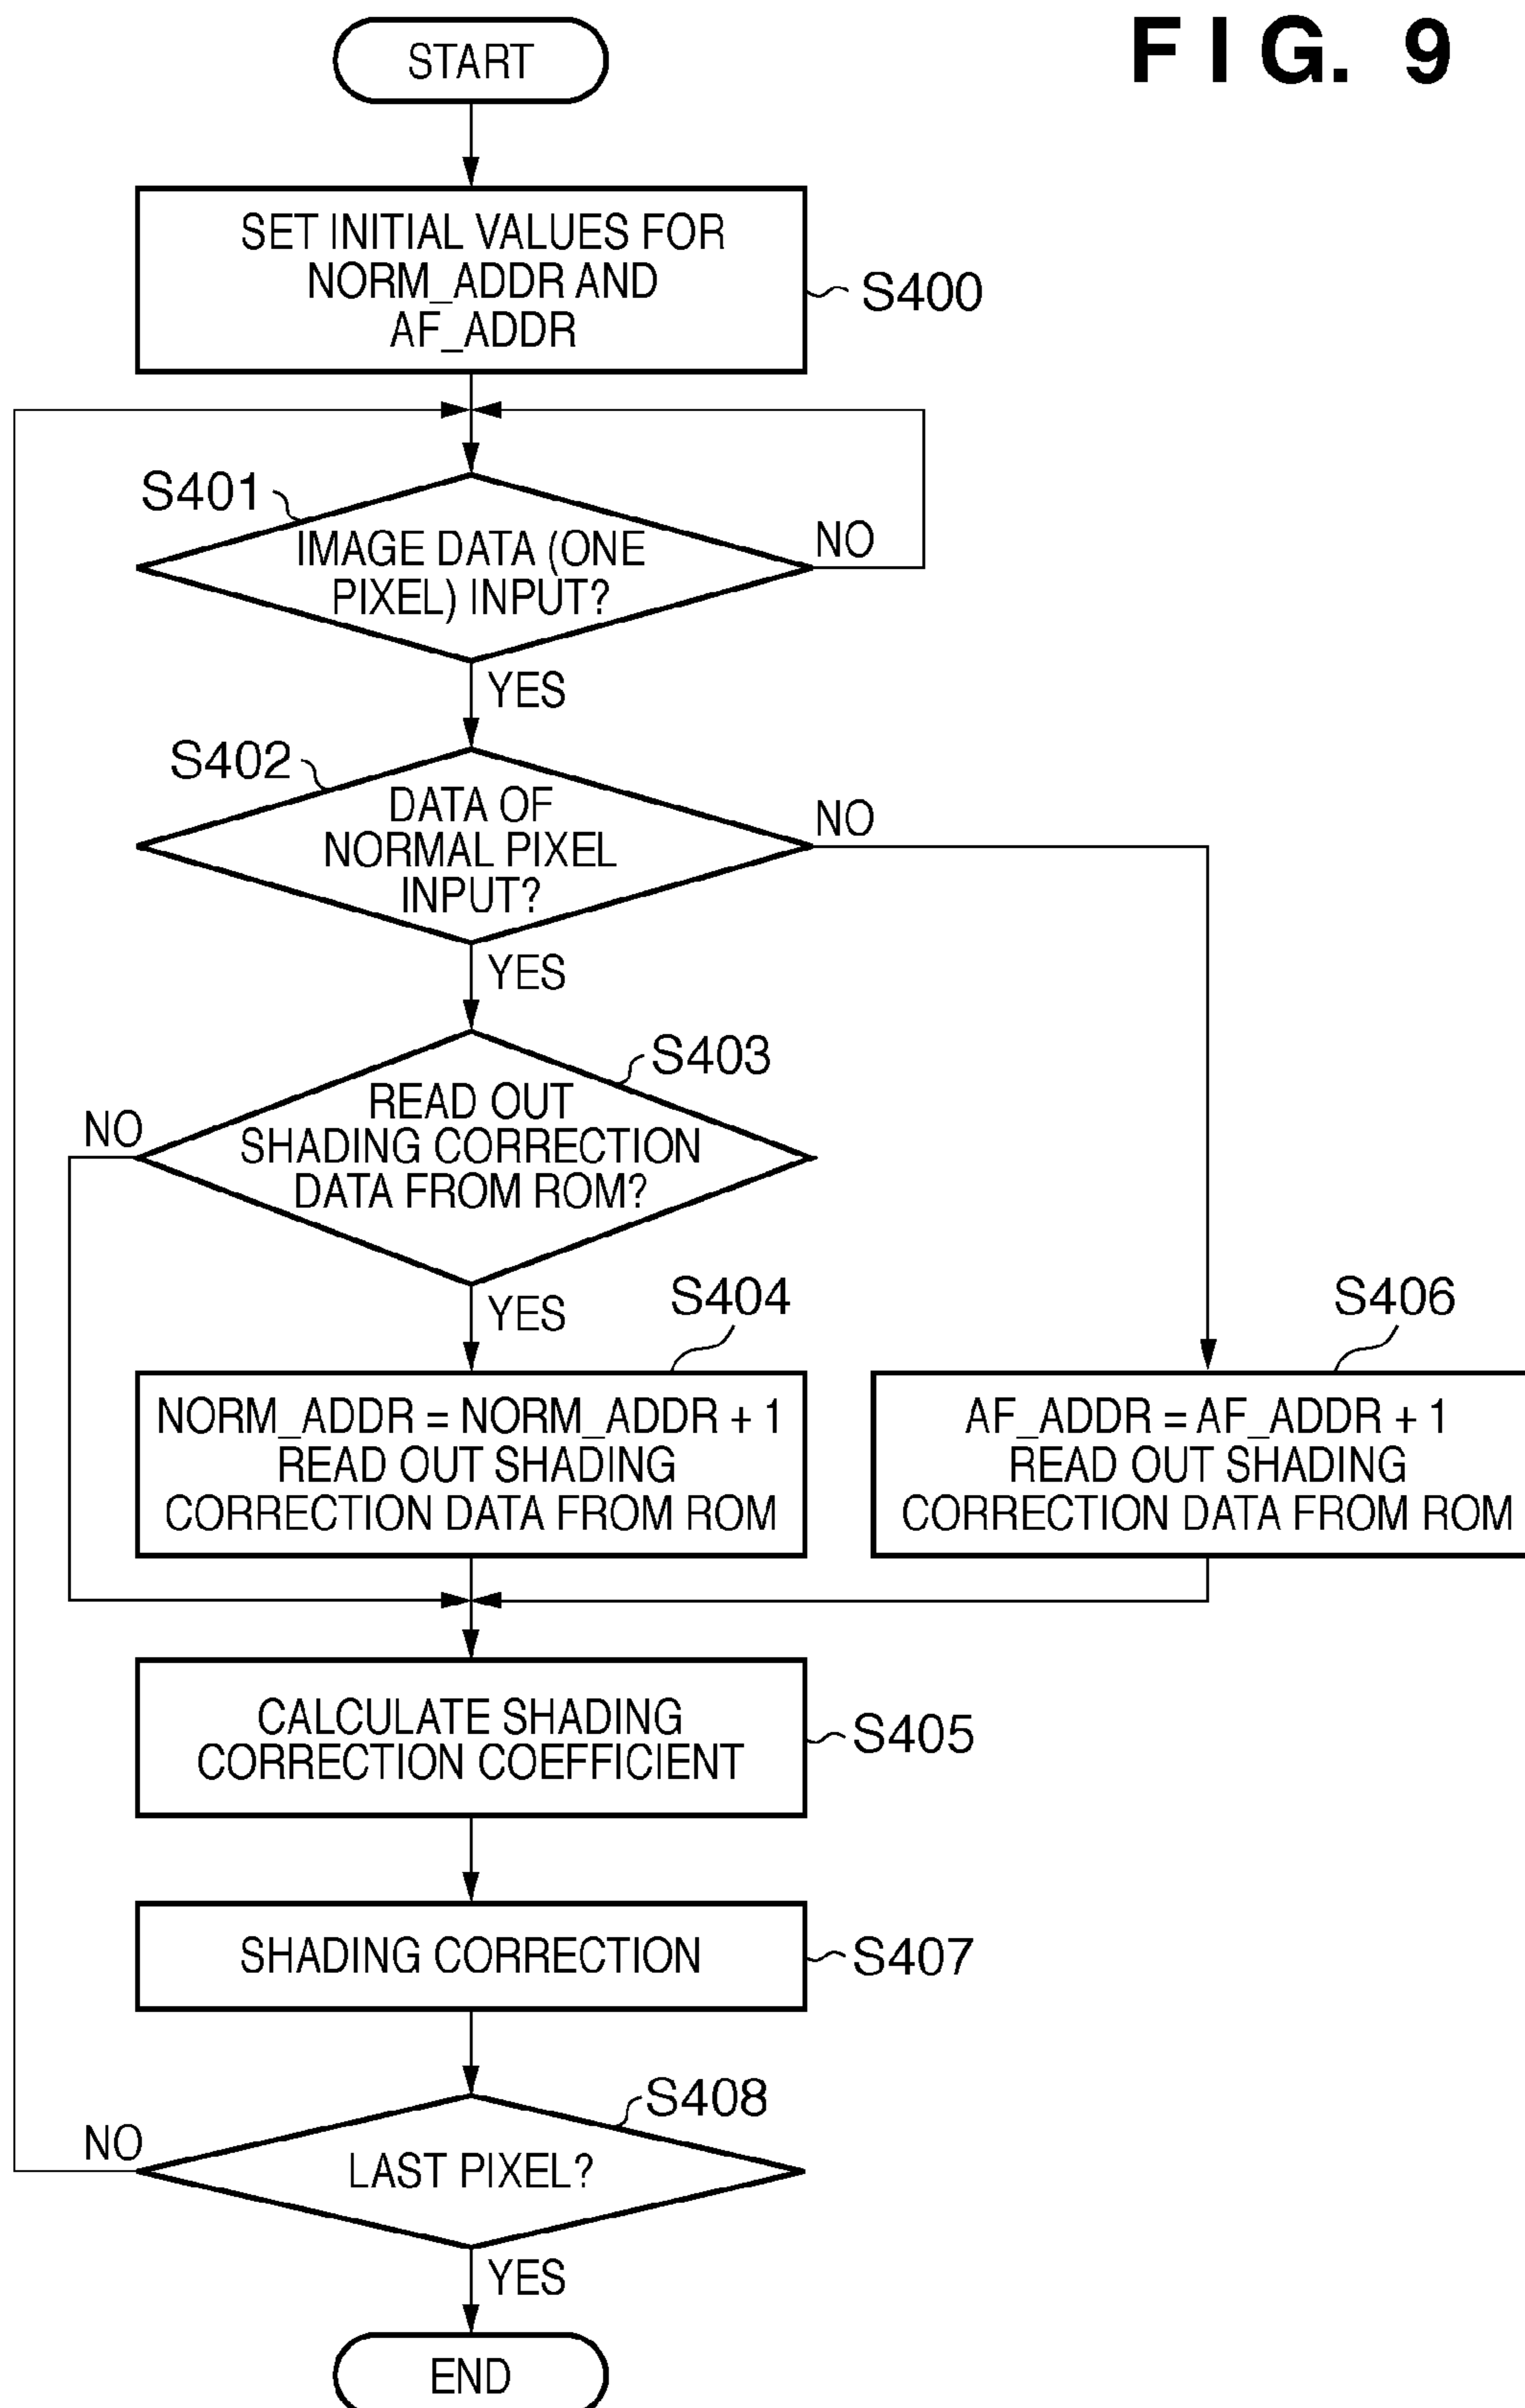 FIG. 9
START
SET INITIAL VALUES FOR
NORM_ADDR AND
AF_ADDR
S400
S401
IMAGE DATA (ONE
PIXEL) INPUT?
NO
YES
S402
DATA OF
NORMAL PIXEL
INPUT?
NO
YES
S403
READ OUT
SHADING CORRECTION
DATA FROM ROM?
NO
YES
S404
NORM_ADDR = NORM_ADDR + 1
READ OUT SHADING
CORRECTION DATA FROM ROM
S406
AF_ADDR = AF_ADDR + 1
READ OUT SHADING
CORRECTION DATA FROM ROM
CALCULATE SHADING
CORRECTION COEFFICIENT
S405
SHADING CORRECTION
S407
S408
LAST PIXEL?
NO
YES
END